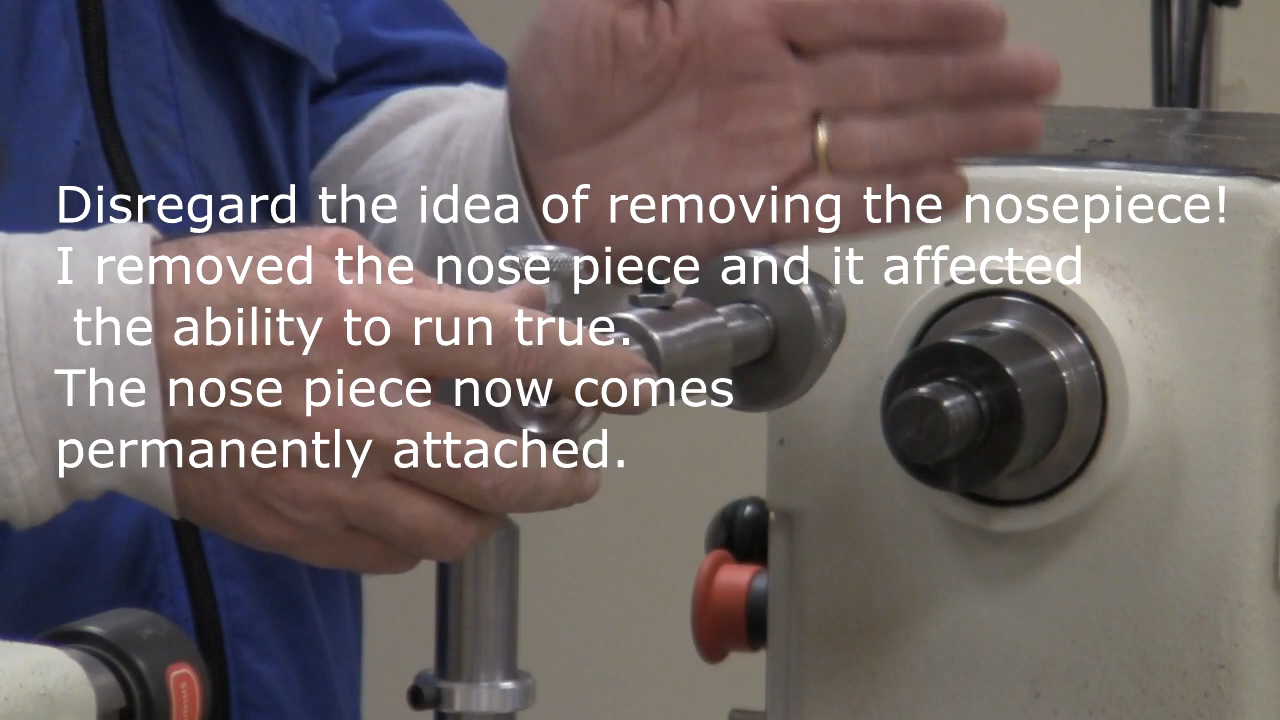 Disregard the idea of removing the nosepiece!
I removed the nose piece and it affected
the ability to run true.
The nose piece now comes
permanently attached.